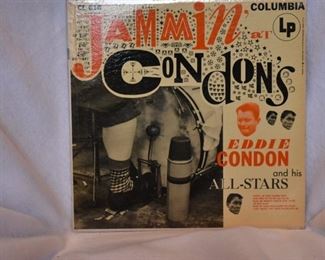 CL 616
COLUMBIA
LP
JAMMIN' AT
CONDON'S
EDDIE
CONDON
and his
ALL-STARS